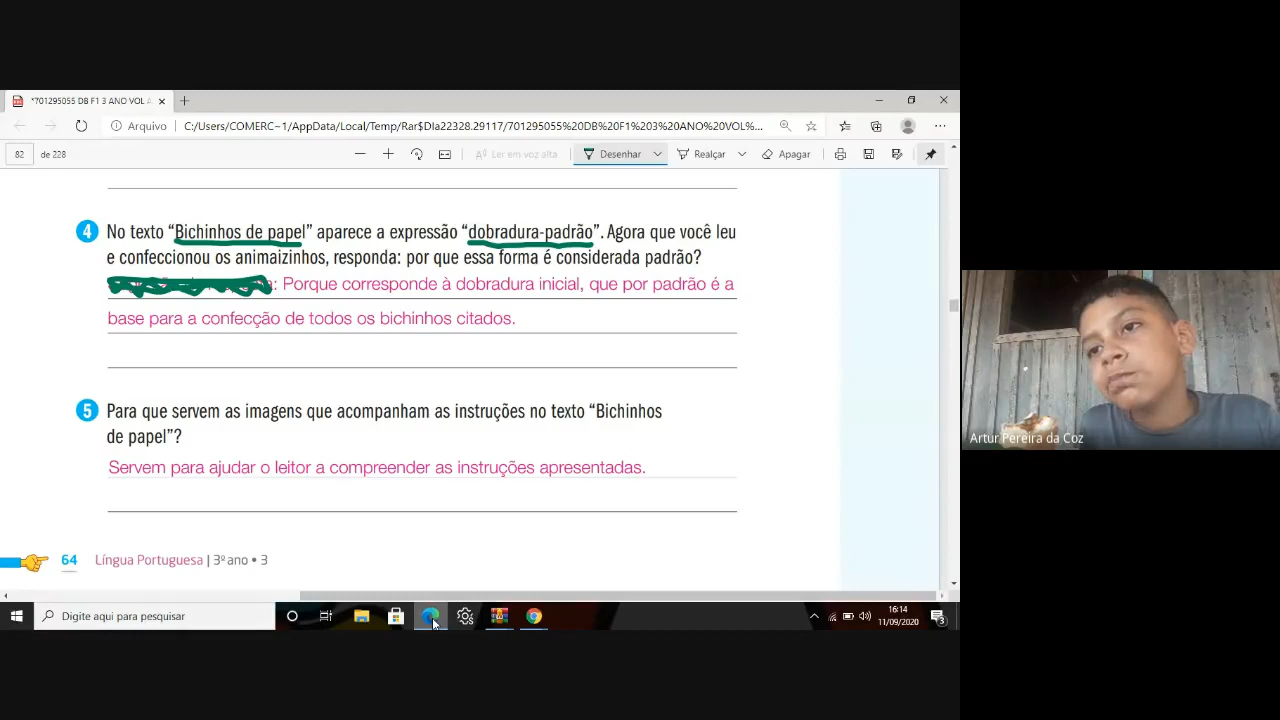 *701295055 DB F1 3 ANO VOL
Arquivo
C:/Users/COMERC~1/AppData/Local/Temp/Rar$DIa22328.29117/701295055%20DB%20F1%203%20ANO%20VOL%...
82 de 228
Ler em voz alta
Desenhar
Realçar
Apagar
4 No texto “Bichinhos de papel” aparece a expressão “dobradura-padrão”. Agora que você leu
e confeccionou os animaizinhos, responda: por que essa forma é considerada padrão?
: Porque corresponde à dobradura inicial, que por padrão é a
base para a confecção de todos os bichinhos citados.
5 Para que servem as imagens que acompanham as instruções no texto “Bichinhos
de papel”?
Servem para ajudar o leitor a compreender as instruções apresentadas.
64 Língua Portuguesa | 3º ano • 3
Artur Pereira da Coz
Digite aqui para pesquisar
16:14
11/09/2020
3